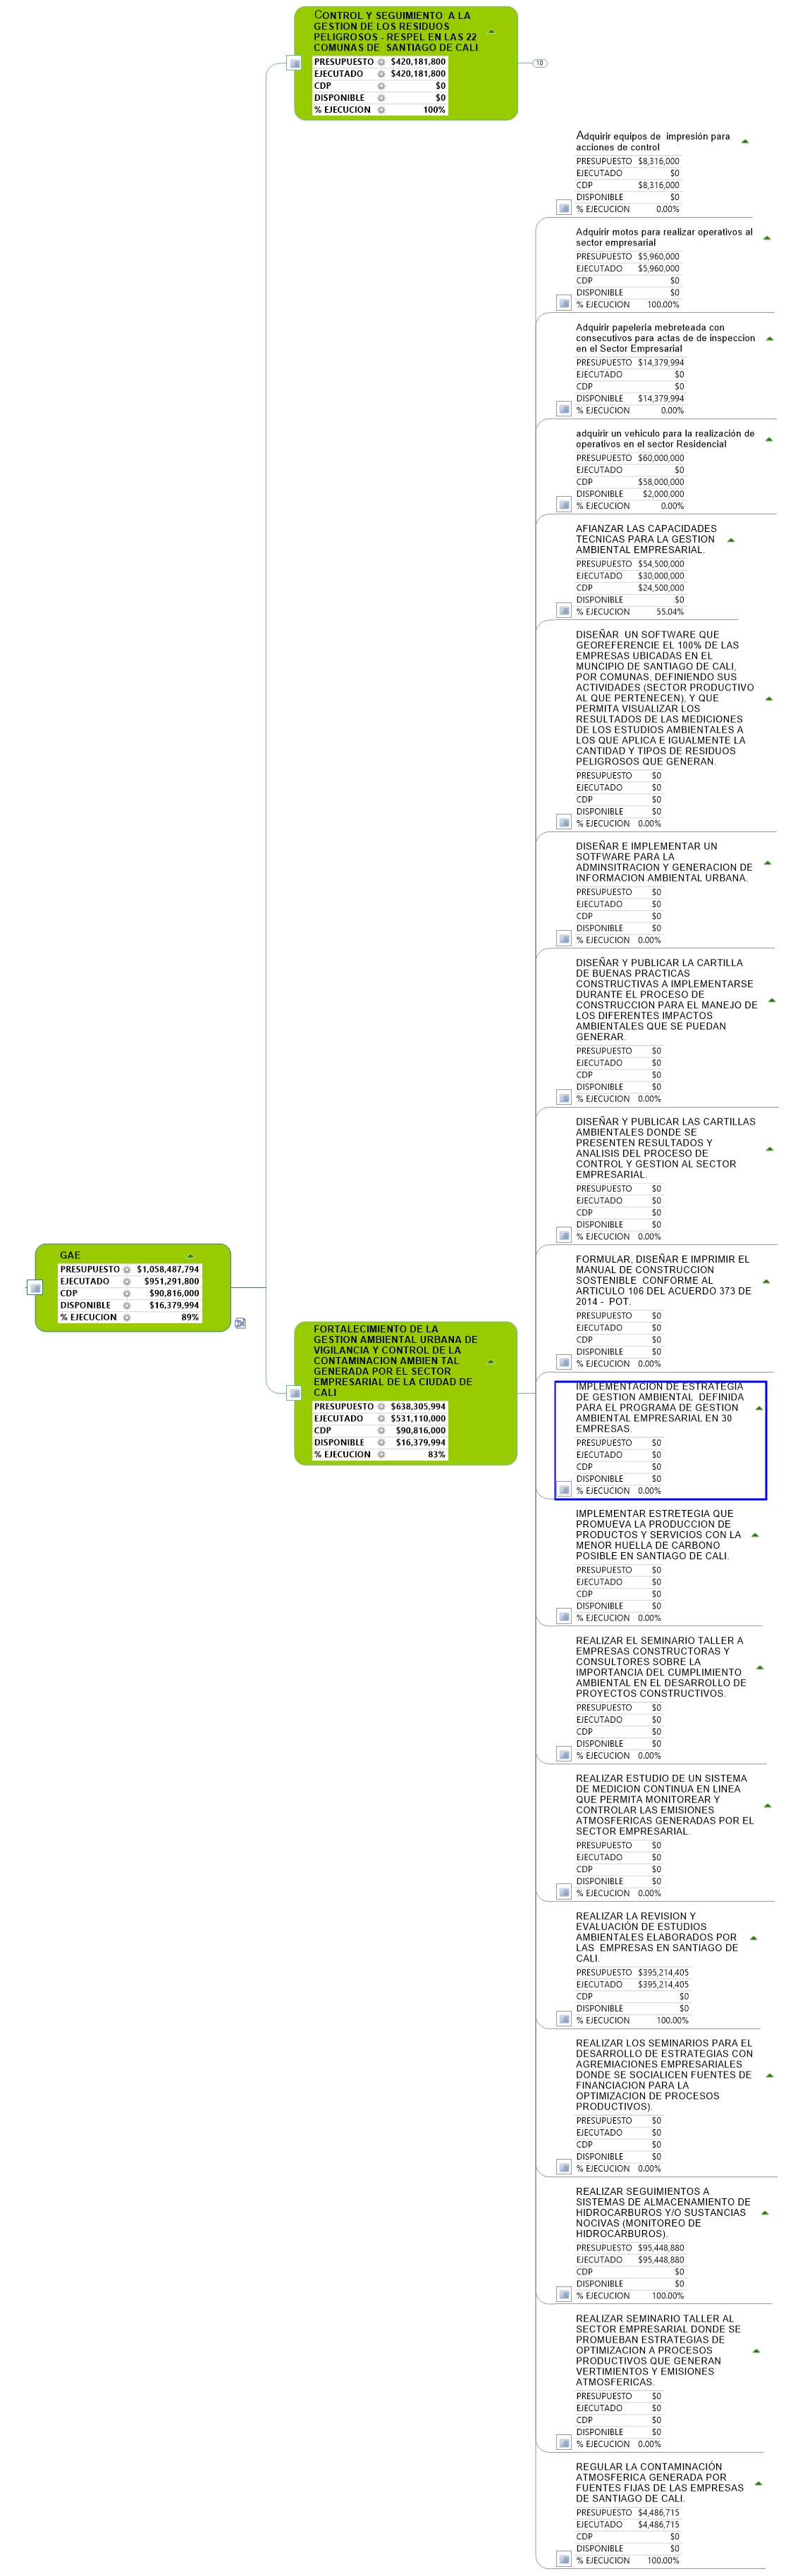 CONTROL Y SEGUIMIENTO A LA
GESTION DE LOS RESIDUOS
PELIGROSOS - RESPEL EN LAS 22
COMUNAS DE SANTIAGO DE CALI
PRESUPUESTO $420,181,800
EJECUTADO $420,181,800
CDP $0
DISPONIBLE $0
% EJECUCION 100%
10
Adquirir equipos de impresión para
acciones de control
PRESUPUESTO $8,316,000
EJECUTADO $0
CDP $8,316,000
DISPONIBLE $0
% EJECUCION 0.00%
Adquirir motos para realizar operativos al
sector empresarial
PRESUPUESTO $5,960,000
EJECUTADO $5,960,000
CDP $0
DISPONIBLE $0
% EJECUCION 100.00%
Adquirir papeleria mebreteada con
consecutivos para actas de de inspeccion
en el Sector Empresarial
PRESUPUESTO $14,379,994
EJECUTADO $0
CDP $0
DISPONIBLE $14,379,994
% EJECUCION 0.00%
adquirir un vehiculo para la realización de
operativos en el sector Residencial
PRESUPUESTO $60,000,000
EJECUTADO $0
CDP $58,000,000
DISPONIBLE $2,000,000
% EJECUCION 0.00%
AFIANZAR LAS CAPACIDADES
TECNICAS PARA LA GESTION
AMBIENTAL EMPRESARIAL.
PRESUPUESTO $54,500,000
EJECUTADO $30,000,000
CDP $24,500,000
DISPONIBLE $0
% EJECUCION 55.04%
DISEÑAR UN SOFTWARE QUE
GEOREFERENCIE EL 100% DE LAS
EMPRESAS UBICADAS EN EL
MUNCIPIO DE SANTIAGO DE CALI,
POR COMUNAS, DEFINIENDO SUS
ACTIVIDADES (SECTOR PRODUCTIVO
AL QUE PERTENECEN), Y QUE
PERMITA VISUALIZAR LOS
RESULTADOS DE LAS MEDICIONES
DE LOS ESTUDIOS AMBIENTALES A
LOS QUE APLICA E IGUALMENTE LA
CANTIDAD Y TIPOS DE RESIDUOS
PELIGROSOS QUE GENERAN.
PRESUPUESTO $0
EJECUTADO $0
CDP $0
DISPONIBLE $0
% EJECUCION 0.00%
DISEÑAR E IMPLEMENTAR UN
SOTFWARE PARA LA
ADMINSITRACION Y GENERACION DE
INFORMACION AMBIENTAL URBANA.
PRESUPUESTO $0
EJECUTADO $0
CDP $0
DISPONIBLE $0
% EJECUCION 0.00%
DISEÑAR Y PUBLICAR LA CARTILLA
DE BUENAS PRACTICAS
CONSTRUCTIVAS A IMPLEMENTARSE
DURANTE EL PROCESO DE
CONSTRUCCION PARA EL MANEJO DE
LOS DIFERENTES IMPACTOS
AMBIENTALES QUE SE PUEDAN
GENERAR.
PRESUPUESTO $0
EJECUTADO $0
CDP $0
DISPONIBLE $0
% EJECUCION 0.00%
DISEÑAR Y PUBLICAR LAS CARTILLAS
AMBIENTALES DONDE SE
PRESENTEN RESULTADOS Y
ANALISIS DEL PROCESO DE
CONTROL Y GESTION AL SECTOR
EMPRESARIAL.
PRESUPUESTO $0
EJECUTADO $0
CDP $0
DISPONIBLE $0
% EJECUCION 0.00%
GAE
PRESUPUESTO $1,058,487,794
EJECUTADO $951,291,800
CDP $90,816,000
DISPONIBLE $16,379,994
% EJECUCION 89%
FORMULAR, DISEÑAR E IMPRIMIR EL
MANUAL DE CONSTRUCCION
SOSTENIBLE CONFORME AL
ARTICULO 106 DEL ACUERDO 373 DE
2014 - POT.
PRESUPUESTO $0
EJECUTADO $0
CDP $0
DISPONIBLE $0
% EJECUCION 0.00%
FORTALECIMIENTO DE LA
GESTION AMBIENTAL URBANA DE
VIGILANCIA Y CONTROL DE LA
CONTAMINACION AMBIEN TAL
GENERADA POR EL SECTOR
EMPRESARIAL DE LA CIUDAD DE
CALI
PRESUPUESTO $638,305,994
EJECUTADO $531,110,000
CDP $90,816,000
DISPONIBLE $16,379,994
% EJECUCION 83%
IMPLEMENTACION DE ESTRATEGIA
DE GESTION AMBIENTAL DEFINIDA
PARA EL PROGRAMA DE GESTION
AMBIENTAL EMPRESARIAL EN 30
EMPRESAS.
PRESUPUESTO $0
EJECUTADO $0
CDP $0
DISPONIBLE $0
% EJECUCION 0.00%
IMPLEMENTAR ESTRETEGIA QUE
PROMUEVA LA PRODUCCION DE
PRODUCTOS Y SERVICIOS CON LA
MENOR HUELLA DE CARBONO
POSIBLE EN SANTIAGO DE CALI.
PRESUPUESTO $0
EJECUTADO $0
CDP $0
DISPONIBLE $0
% EJECUCION 0.00%
REALIZAR EL SEMINARIO TALLER A
EMPRESAS CONSTRUCTORAS Y
CONSULTORES SOBRE LA
IMPORTANCIA DEL CUMPLIMIENTO
AMBIENTAL EN EL DESARROLLO DE
PROYECTOS CONSTRUCTIVOS.
PRESUPUESTO $0
EJECUTADO $0
CDP $0
DISPONIBLE $0
% EJECUCION 0.00%
REALIZAR ESTUDIO DE UN SISTEMA
DE MEDICION CONTINUA EN LINEA
QUE PERMITA MONITOREAR Y
CONTROLAR LAS EMISIONES
ATMOSFERICAS GENERADAS POR EL
SECTOR EMPRESARIAL.
PRESUPUESTO $0
EJECUTADO $0
CDP $0
DISPONIBLE $0
% EJECUCION 0.00%
REALIZAR LA REVISION Y
EVALUACIÓN DE ESTUDIOS
AMBIENTALES ELABORADOS POR
LAS EMPRESAS EN SANTIAGO DE
CALI.
PRESUPUESTO $395,214,405
EJECUTADO $395,214,405
CDP $0
DISPONIBLE $0
% EJECUCION 100.00%
REALIZAR LOS SEMINARIOS PARA EL
DESARROLLO DE ESTRATEGIAS CON
AGREMIACIONES EMPRESARIALES
DONDE SE SOCIALICEN FUENTES DE
FINANCIACION PARA LA
OPTIMIZACION DE PROCESOS
PRODUCTIVOS).
PRESUPUESTO $0
EJECUTADO $0
CDP $0
DISPONIBLE $0
% EJECUCION 0.00%
REALIZAR SEGUIMIENTOS A
SISTEMAS DE ALMACENAMIENTO DE
HIDROCARBUROS Y/O SUSTANCIAS
NOCIVAS (MONITOREO DE
HIDROCARBUROS).
PRESUPUESTO $95,448,880
EJECUTADO $95,448,880
CDP $0
DISPONIBLE $0
% EJECUCION 100.00%
REALIZAR SEMINARIO TALLER AL
SECTOR EMPRESARIAL DONDE SE
PROMUEBAN ESTRATEGIAS DE
OPTIMIZACION A PROCESOS
PRODUCTIVOS QUE GENERAN
VERTIMIENTOS Y EMISIONES
ATMOSFERICAS.
PRESUPUESTO $0
EJECUTADO $0
CDP $0
DISPONIBLE $0
% EJECUCION 0.00%
REGULAR LA CONTAMINACIÓN
ATMOSFERICA GENERADA POR
FUENTES FIJAS DE LAS EMPRESAS
DE SANTIAGO DE CALI.
PRESUPUESTO $4,486,715
EJECUTADO $4,486,715
CDP $0
DISPONIBLE $0
% EJECUCION 100.00%